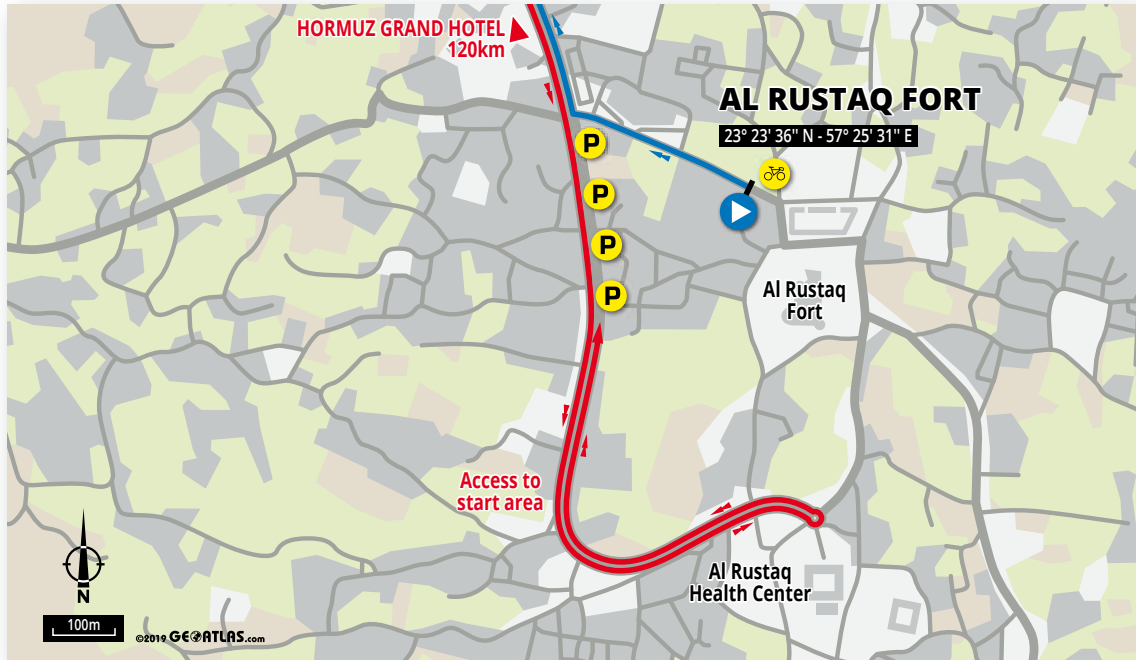 HORMUZ GRAND HOTEL
120km
AL RUSTAQ FORT
23° 23' 36" N - 57° 25' 31" E
P
P
P
P
Al Rustaq
Fort
Access to
start area
Al Rustaq
Health Center
N
100m
©2019 GEOATLAS.com